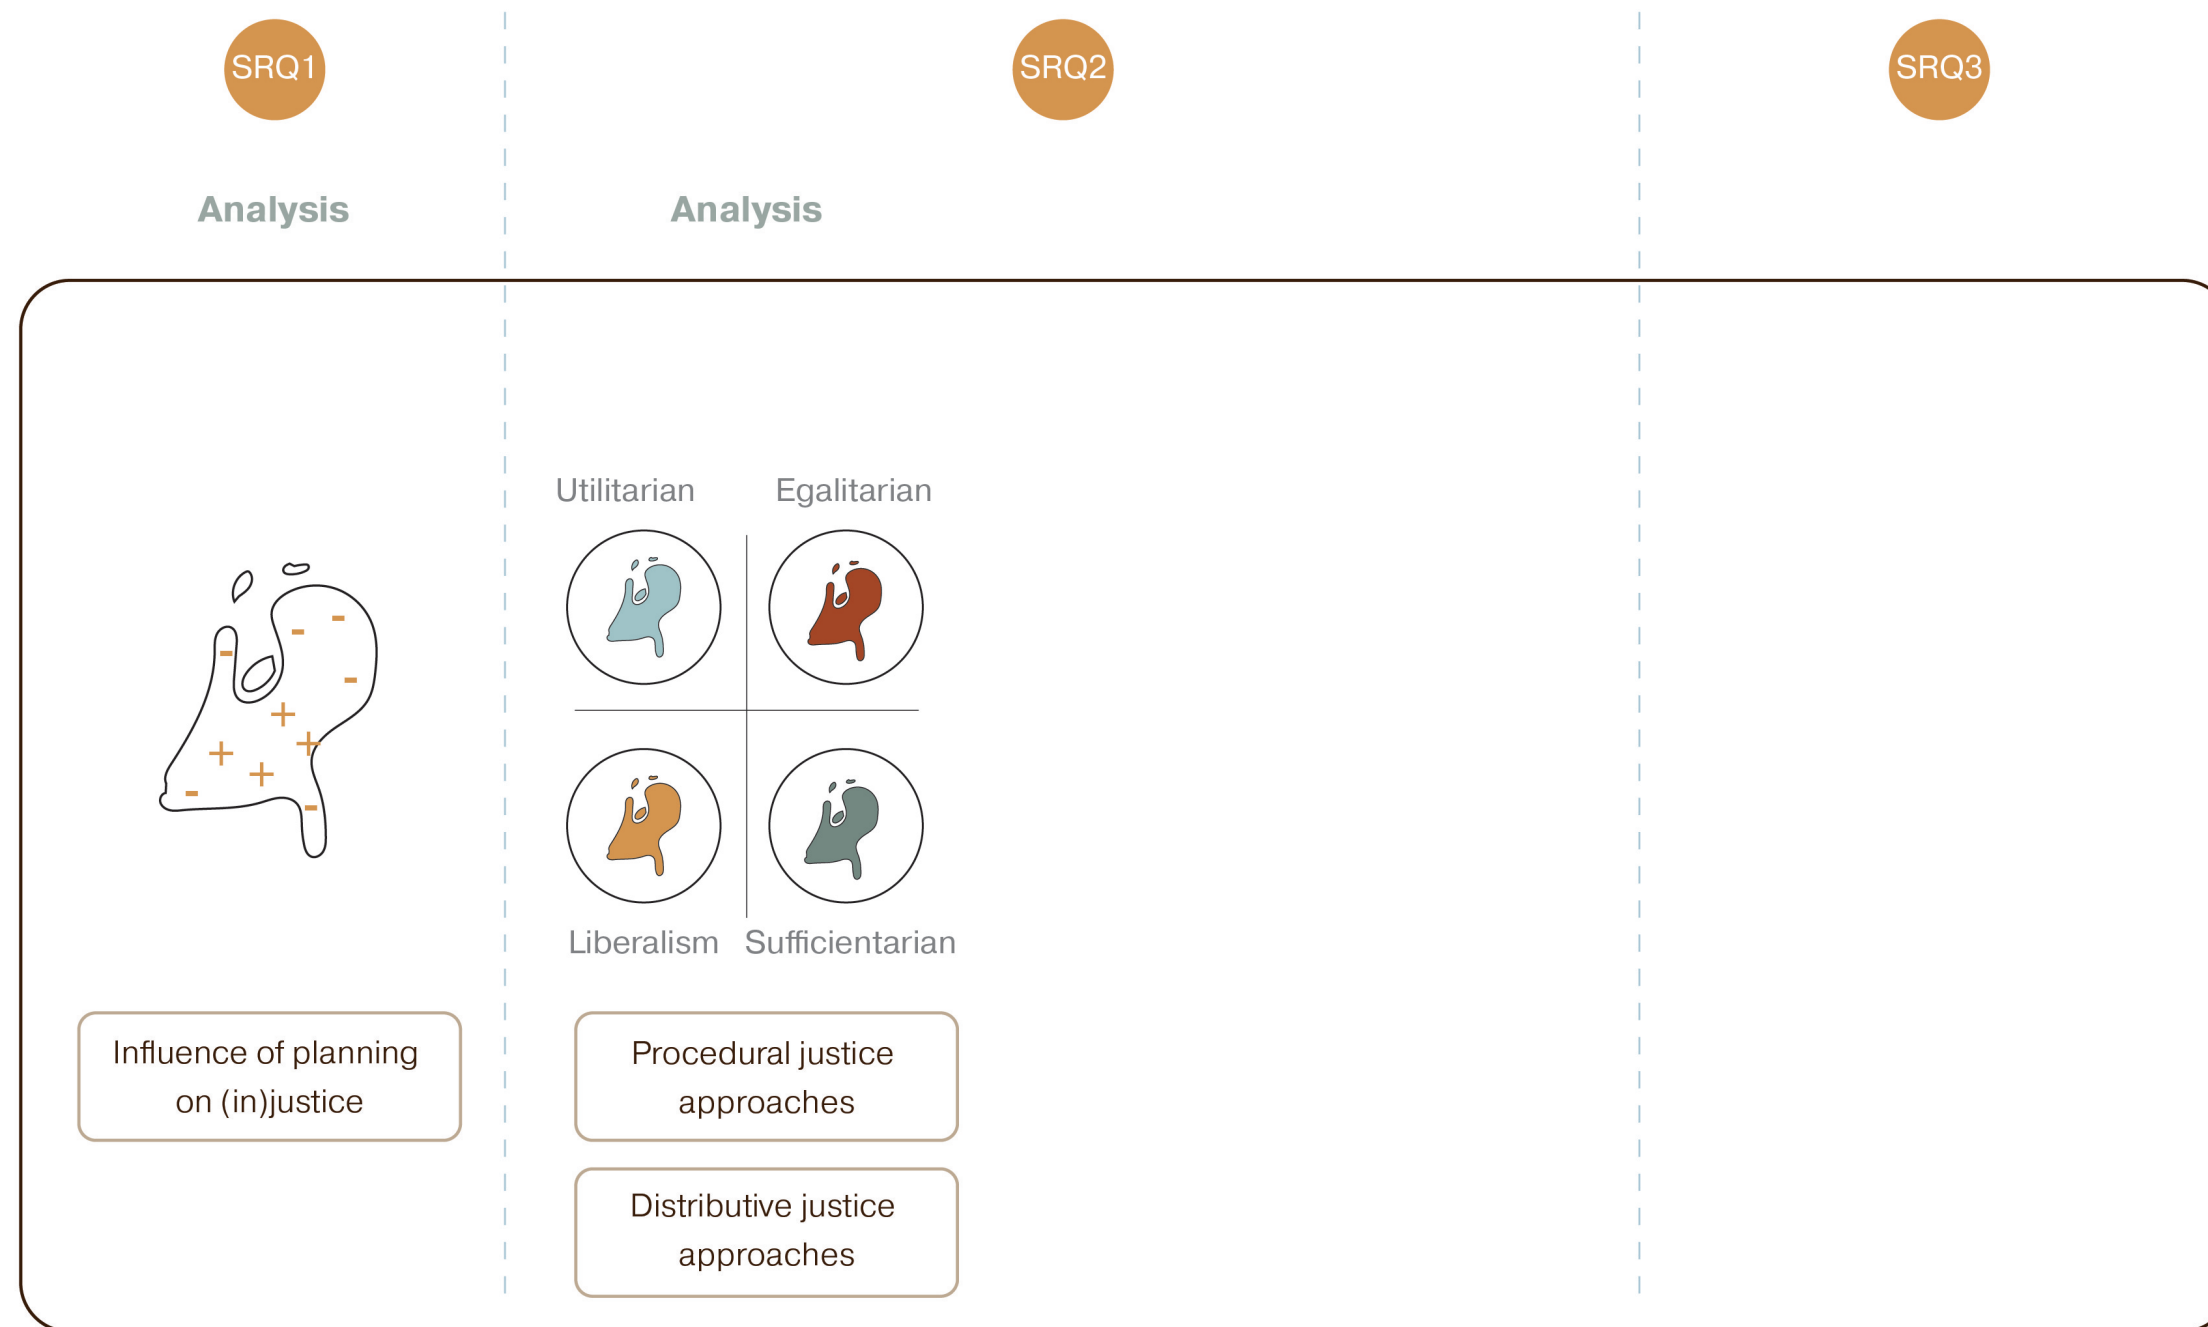 SRQ1
SRQ2
SRQ3
Analysis
Analysis
Utilitarian
Egalitarian
Liberalism
Sufficientarian
Influence of planning
on (in)justice
Procedural justice
approaches
Distributive justice
approaches